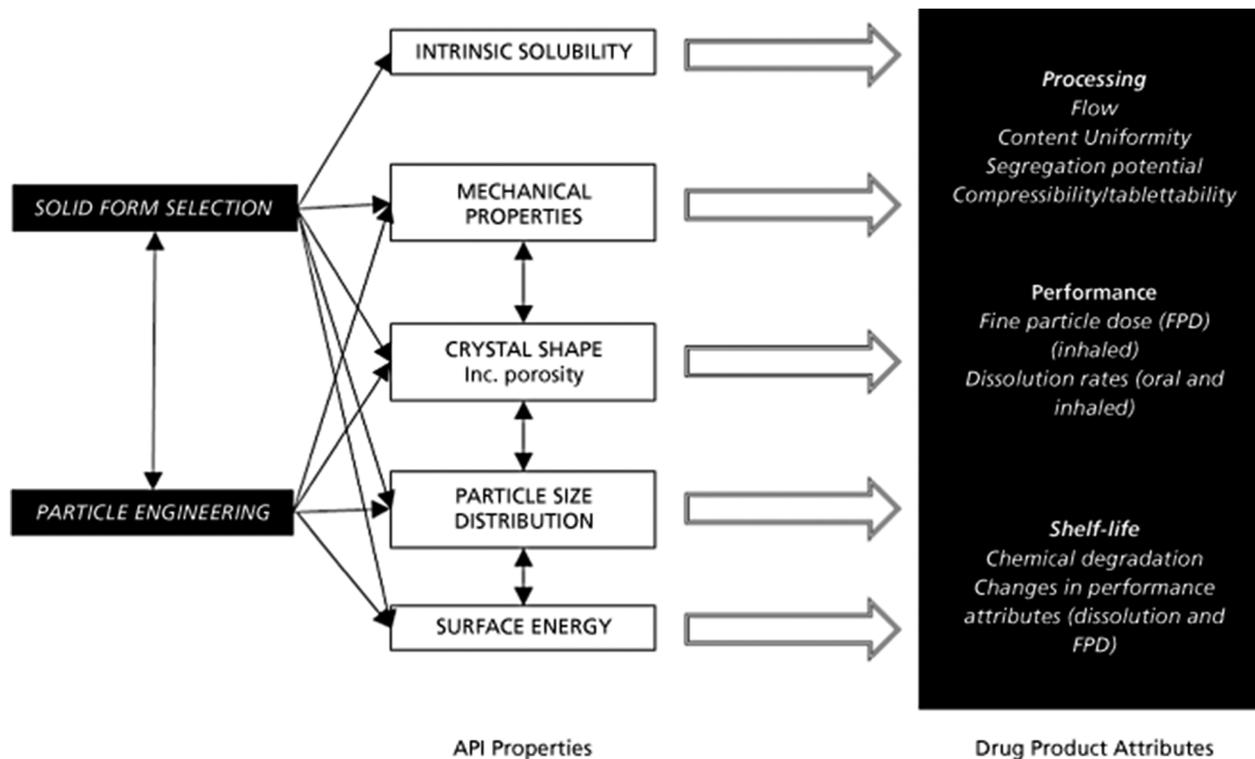 INTRINSIC SOLUBILITY
SOLID FORM SELECTION
MECHANICAL
PROPERTIES
CRYSTAL SHAPE
Inc. porosity
PARTICLE ENGINEERING
PARTICLE SIZE
DISTRIBUTION
SURFACE ENERGY
API Properties
Processing
Flow
Content Uniformity
Segregation potential
Compressibility/tablettability
Performance
Fine particle dose (FPD)
(inhaled)
Dissolution rates (oral and
inhaled)
Shelf-life
Chemical degradation
Changes in performance
attributes (dissolution and
FPD)
Drug Product Attributes